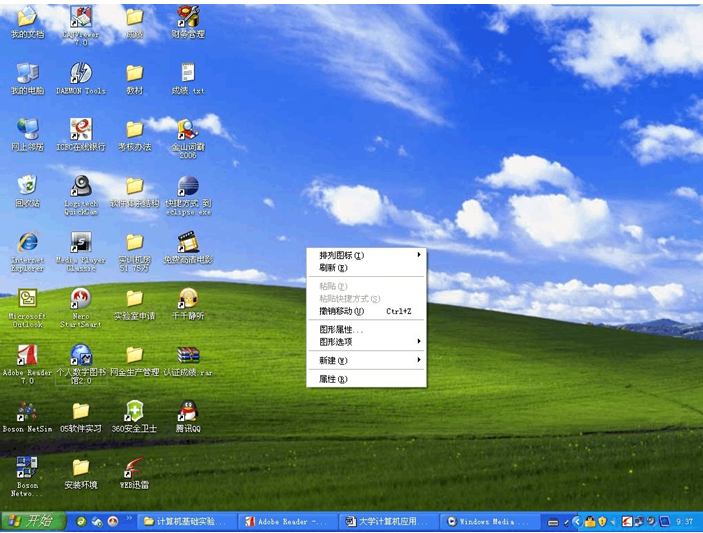 我的文档
CAJViewer
7.0
成绩
财务管理
我的电脑
DAEMON Tools
教材
成绩.txt
网上邻居
ICBC在线银行
考核办法
金山词霸
2006
回收站
Logitech
QuickCam
软件体系结构
快捷方式 到
eclipse.exe
Internet
Explorer
Media Player
Classic
实训机房
免费高清电影
Microsoft
Outlook
Nero
StartSmart
实验室申请
千千静听
Adobe Reader
7.0
个人数字图书
馆2.0
网金生产管理
认证成绩.rar
Boson NetSim
05软件实习
360安全卫士
腾讯QQ
Boson
Netwo...
安装环境
WEB迅雷
排列图标(I)
刷新(E)
粘贴(P)
粘贴快捷方式(S)
撤销移动(U) Ctrl+Z
图形属性...
图形选项
新建(W)
属性(R)
开始
计算机基础实验...
Adobe Reader -...
大学计算机应用...
Windows Media ...
9:37